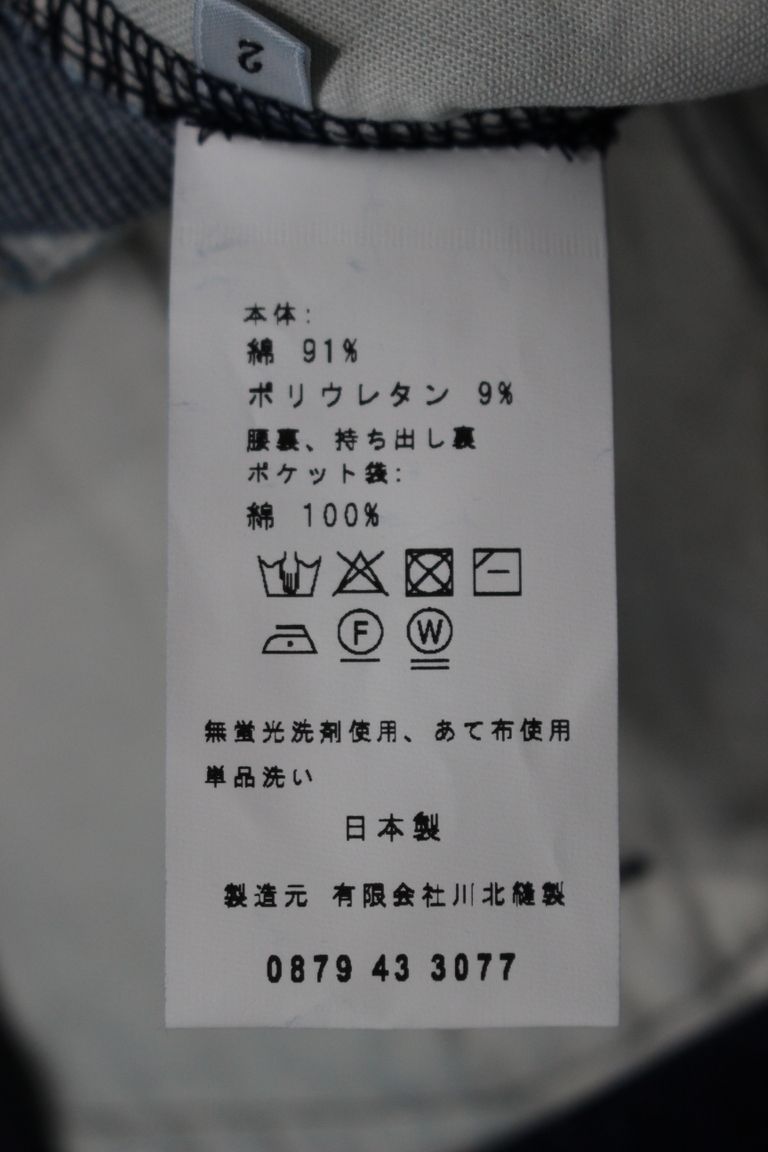 2
本体:
綿 91%
ポリウレタン 9%
腰裏、持ち出し裏
ポケット袋:
綿 100%
F W
無蛍光洗剤使用、あて布使用
単品洗い
日本製
製造元 有限会社川北縫製
0879 43 3077